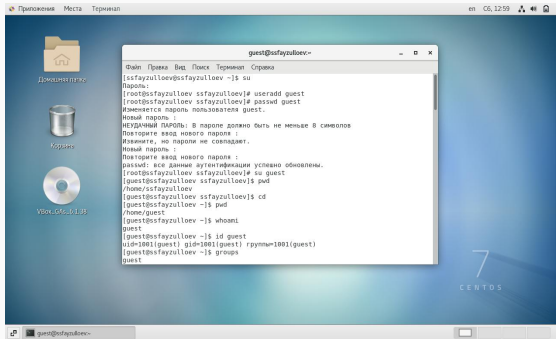 Приложения Места Терминал en Сб, 12:59
Домашняя папка
Корзина
guest@ssfayzulloev:~
Файл Правка Вид Поиск Терминал Справка
[ssfayzulloev@ssfayzulloev ~]$ su
Пароль:
[root@ssfayzulloev ssfayzulloev]# useradd guest
[root@ssfayzulloev ssfayzulloev]# passwd guest
Изменяется пароль пользователя guest.
Новый пароль :
НЕУДАЧНЫЙ ПАРОЛЬ: В пароле должно быть не меньше 8 символов
Повторите ввод нового пароля :
Извините, но пароли не совпадают.
Новый пароль :
Повторите ввод нового пароля :
passwd: все данные аутентификации успешно обновлены.
[root@ssfayzulloev ssfayzulloev]# su guest
[guest@ssfayzulloev ssfayzulloev]$ pwd
/home/ssfayzulloev
[guest@ssfayzulloev ssfayzulloev]$ cd
[guest@ssfayzulloev ~]$ pwd
/home/guest
[guest@ssfayzulloev ~]$ whoami
guest
[guest@ssfayzulloev ~]$ id guest
uid=1001(guest) gid=1001(guest) группы=1001(guest)
[guest@ssfayzulloev ~]$ groups
guest
7
CENTOS
guest@ssfayzulloev:~